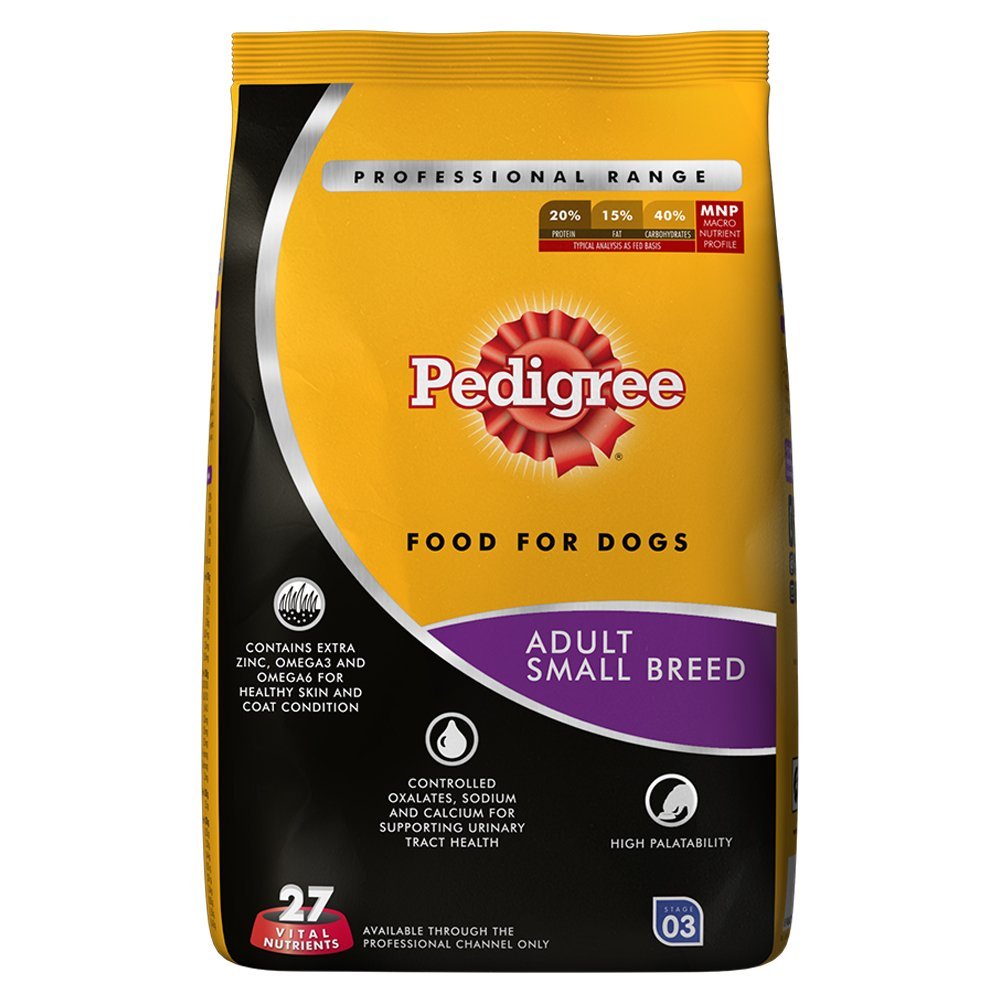 PROFESSIONAL RANGE
20% 15% 40% MNP
PROTEIN FAT CARBOHYDRATES MACRO
NUTRIENT
TYPICAL ANALYSIS AS FED BASIS PROFILE
Pedigree
®
FOOD FOR DOGS
ADULT
SMALL BREED
CONTAINS EXTRA
ZINC, OMEGA3 AND
OMEGA6 FOR
HEALTHY SKIN AND
COAT CONDITION
CONTROLLED
OXALATES, SODIUM
AND CALCIUM FOR
SUPPORTING URINARY
TRACT HEALTH
HIGH PALATABILITY
27
VITAL
NUTRIENTS
AVAILABLE THROUGH THE
PROFESSIONAL CHANNEL ONLY
STAGE
03